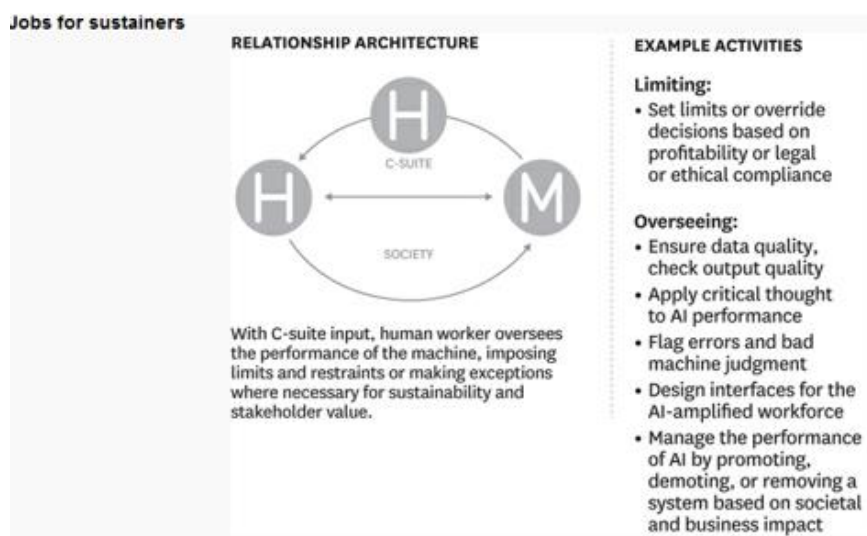 Jobs for sustainers
RELATIONSHIP ARCHITECTURE
H
C-SUITE
H
M
SOCIETY
With C-suite input, human worker oversees
the performance of the machine, imposing
limits and restraints or making exceptions
where necessary for sustainability and
stakeholder value.
EXAMPLE ACTIVITIES
Limiting:
• Set limits or override
decisions based on
profitability or legal
or ethical compliance
Overseeing:
• Ensure data quality,
check output quality
• Apply critical thought
to AI performance
• Flag errors and bad
machine judgment
• Design interfaces for the
AI-amplified workforce
• Manage the performance
of AI by promoting,
demoting, or removing a
system based on societal
and business impact